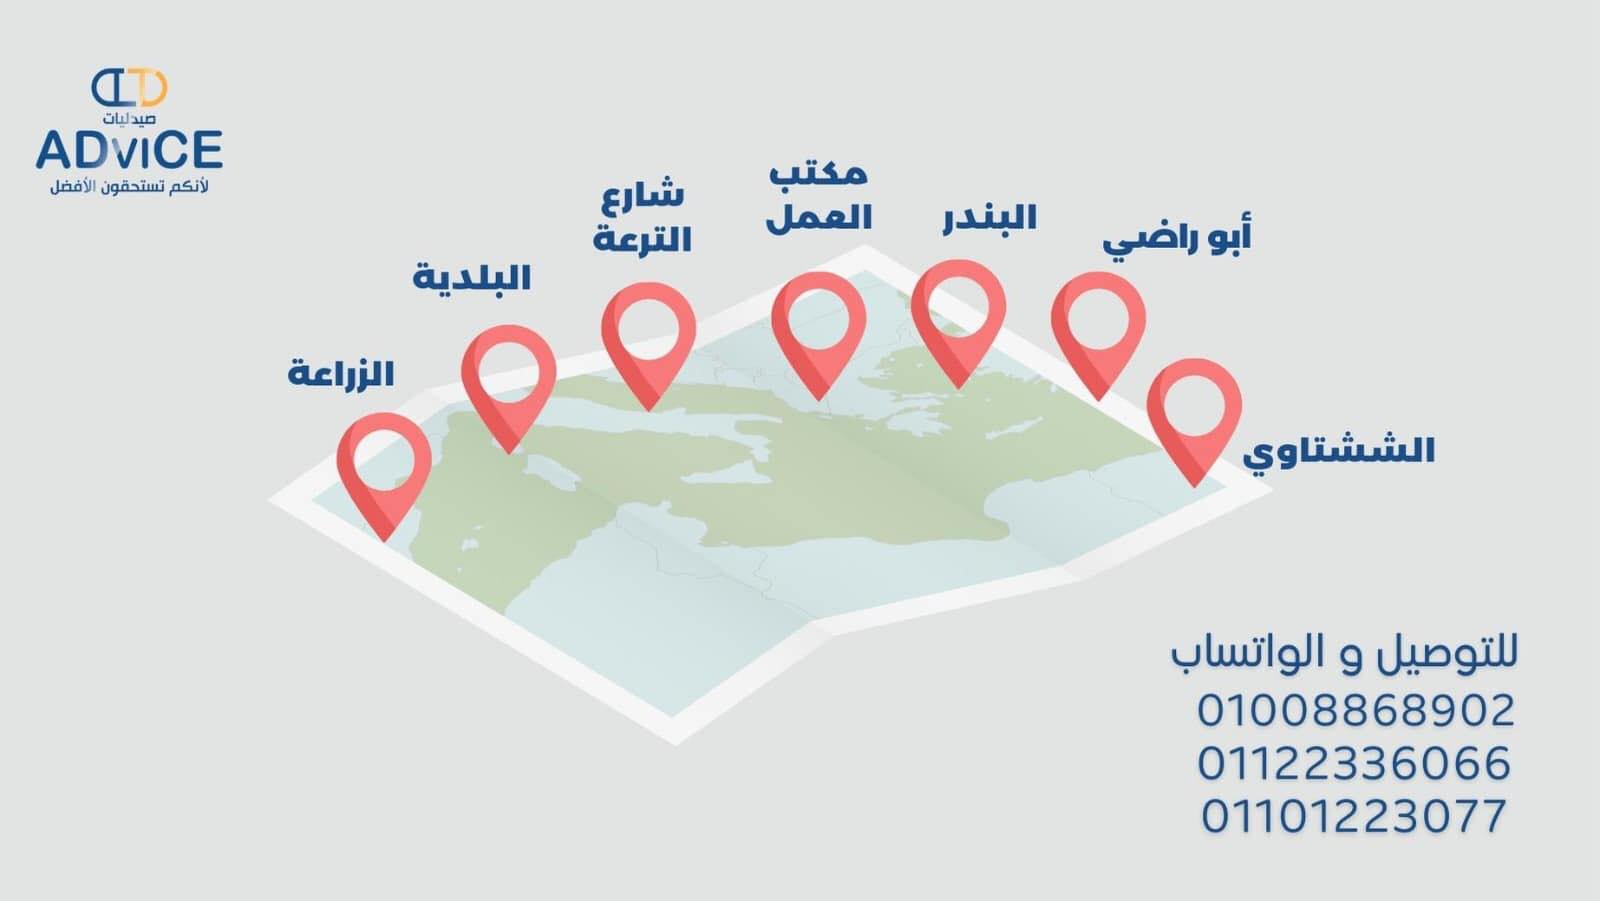 صيدليات
ADViCE
لأنكم تستحقون الأفضل
أبو راضي
البندر
مكتب
العمل
شارع
الترعة
البلدية
الزراعة
الششتاوي
للتوصيل و الواتساب
01008868902
01122336066
01101223077